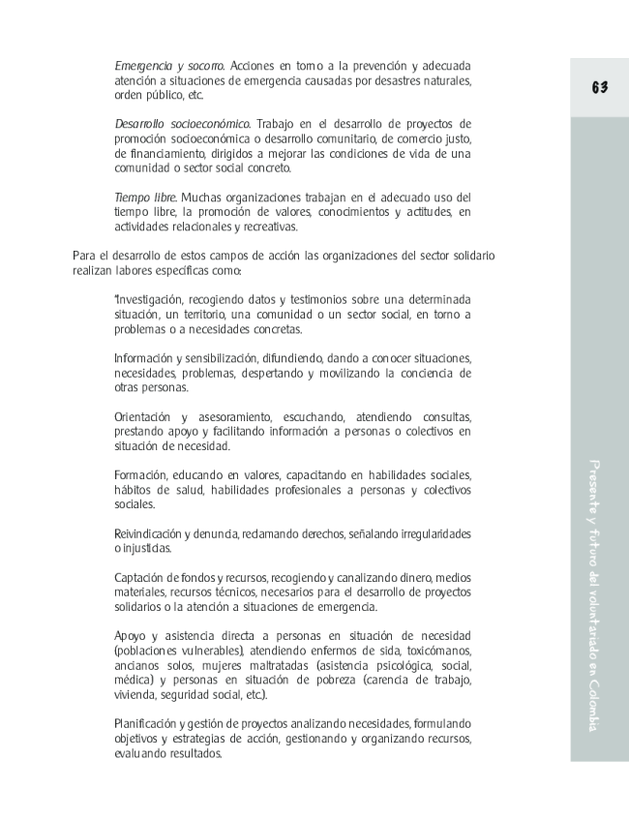 Emergencia y socorro. Acciones en torno a la prevención y adecuada
atención a situaciones de emergencia causadas por desastres naturales,
orden público, etc.
Desarrollo socioeconómico. Trabajo en el desarrollo de proyectos de
promoción socioeconómica o desarrollo comunitario, de comercio justo,
de financiamiento, dirigidos a mejorar las condiciones de vida de una
comunidad o sector social concreto.
Tiempo libre. Muchas organizaciones trabajan en el adecuado uso del
tiempo libre, la promoción de valores, conocimientos y actitudes, en
actividades relacionales y recreativas.
Para el desarrollo de estos campos de acción las organizaciones del sector solidario
realizan labores específicas como:
“Investigación, recogiendo datos y testimonios sobre una determinada
situación, un territorio, una comunidad o un sector social, en torno a
problemas o a necesidades concretas.
Información y sensibilización, difundiendo, dando a conocer situaciones,
necesidades, problemas, despertando y movilizando la conciencia de
otras personas.
Orientación y asesoramiento, escuchando, atendiendo consultas,
prestando apoyo y facilitando información a personas o colectivos en
situación de necesidad.
Formación, educando en valores, capacitando en habilidades sociales,
hábitos de salud, habilidades profesionales a personas y colectivos
sociales.
Reivindicación y denuncia, reclamando derechos, señalando irregularidades
o injusticias.
Captación de fondos y recursos, recogiendo y canalizando dinero, medios
materiales, recursos técnicos, necesarios para el desarrollo de proyectos
solidarios o la atención a situaciones de emergencia.
Apoyo y asistencia directa a personas en situación de necesidad
(poblaciones vulnerables), atendiendo enfermos de sida, toxicómanos,
ancianos solos, mujeres maltratadas (asistencia psicológica, social,
médica) y personas en situación de pobreza (carencia de trabajo,
vivienda, seguridad social, etc.).
Planificación y gestión de proyectos analizando necesidades, formulando
objetivos y estrategias de acción, gestionando y organizando recursos,
evaluando resultados.
63
Presente y futuro del voluntariado en Colombia